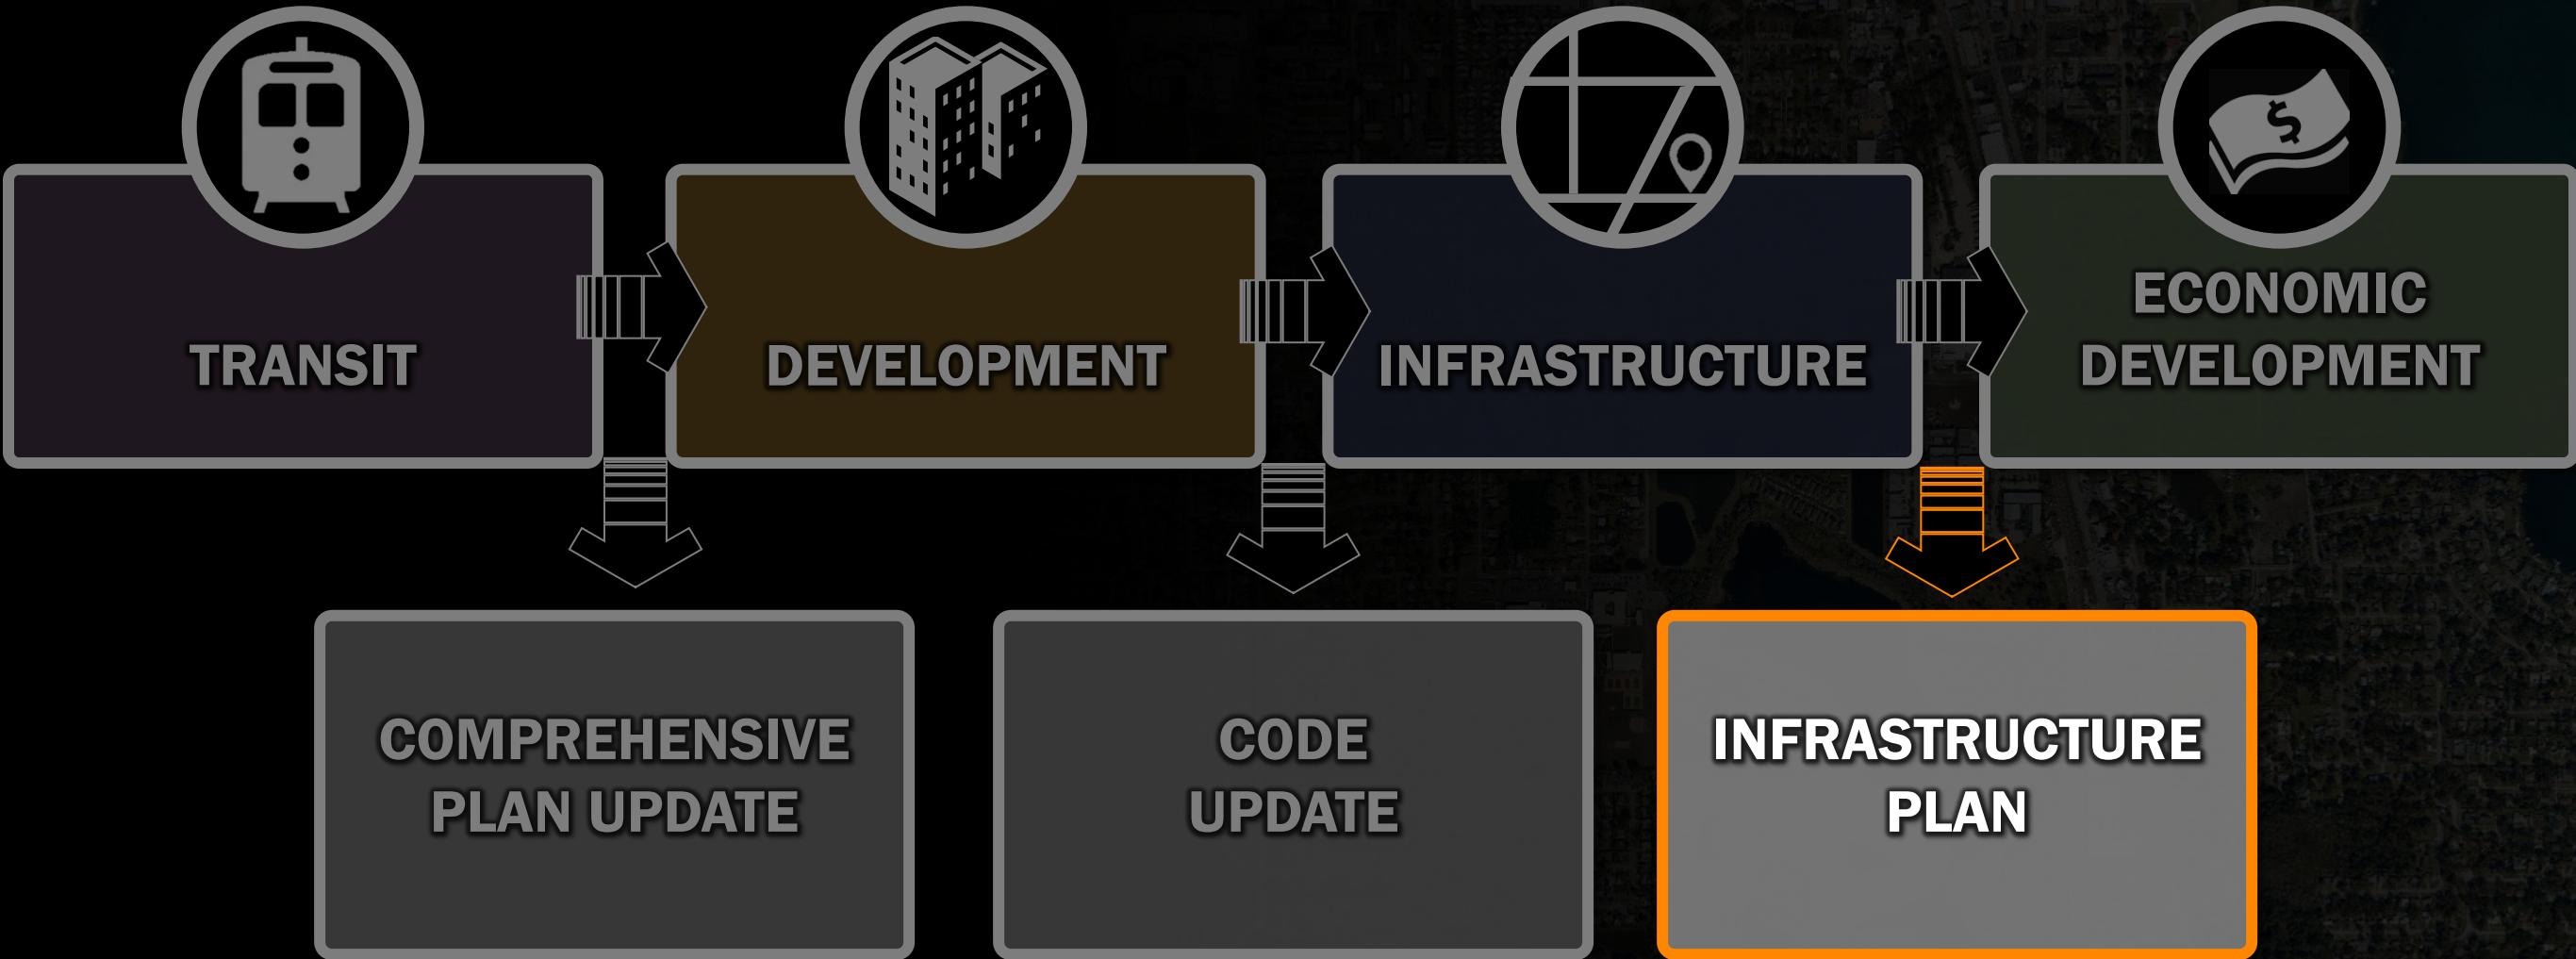 TRANSIT
DEVELOPMENT
INFRASTRUCTURE
ECONOMIC
DEVELOPMENT
COMPREHENSIVE
PLAN UPDATE
CODE
UPDATE
INFRASTRUCTURE
PLAN